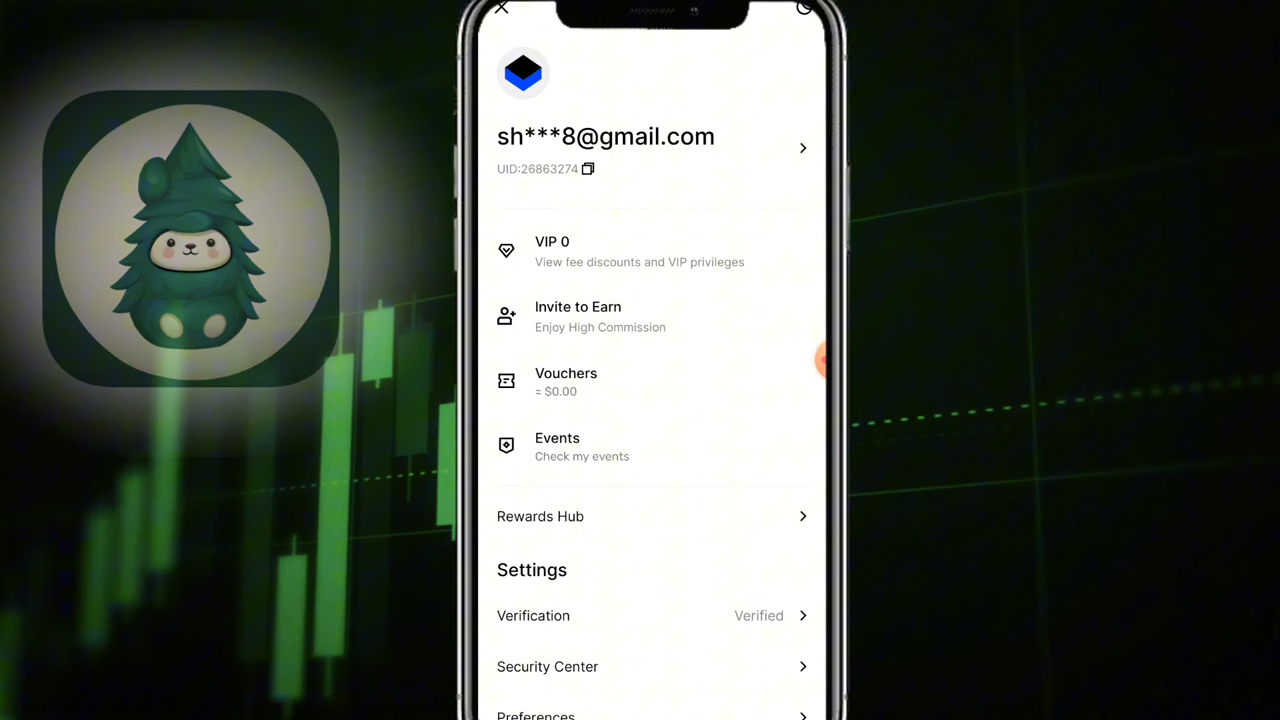 sh***8@gmail.com
UID:26863274
VIP 0
View fee discounts and VIP privileges
Invite to Earn
Enjoy High Commission
Vouchers
≈ $0.00
Events
Check my events
Rewards Hub
Settings
Verification Verified
Security Center
Preferences